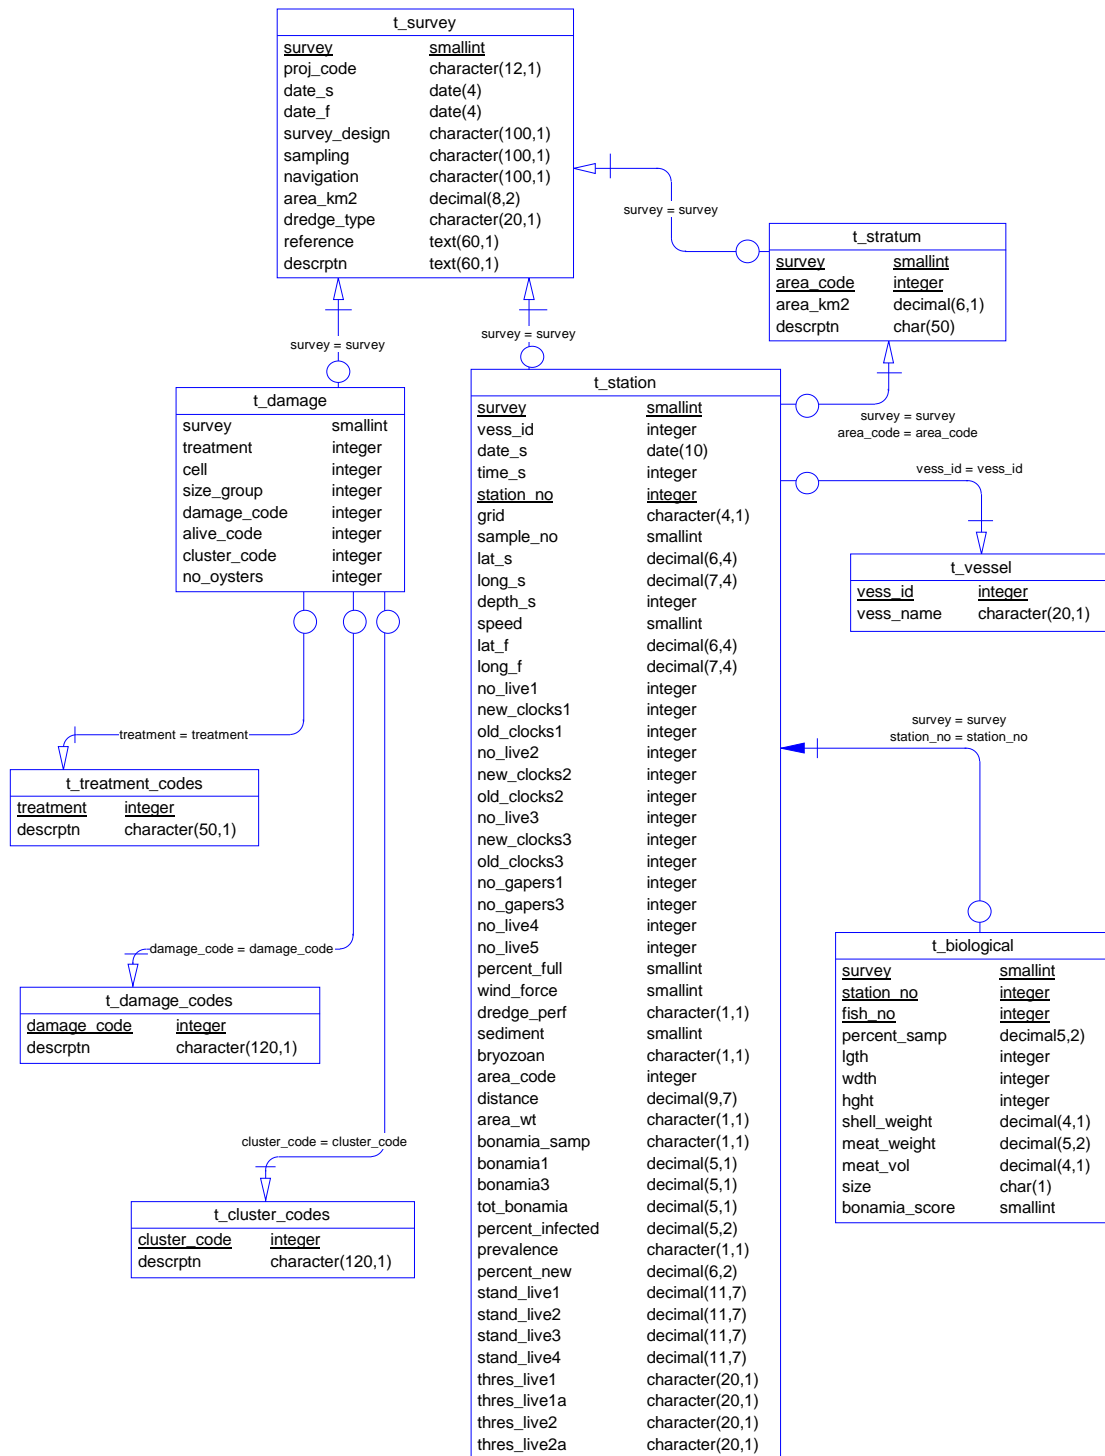 t_survey
survey smallint
proj_code character(12,1)
date_s date(4)
date_f date(4)
survey_design character(100,1)
sampling character(100,1)
navigation character(100,1)
area_km2 decimal(8,2)
dredge_type character(20,1)
reference text(60,1)
descrptn text(60,1)
survey = survey
t_stratum
survey smallint
area_code integer
area_km2 decimal(6,1)
descrptn char(50)
survey = survey
survey = survey
t_damage
survey smallint
treatment integer
cell integer
size_group integer
damage_code integer
alive_code integer
cluster_code integer
no_oysters integer
t_station
survey smallint
vess_id integer
date_s date(10)
time_s integer
station_no integer
grid character(4,1)
sample_no smallint
lat_s decimal(6,4)
long_s decimal(7,4)
depth_s integer
speed smallint
lat_f decimal(6,4)
long_f decimal(7,4)
no_live1 integer
new_clocks1 integer
old_clocks1 integer
no_live2 integer
new_clocks2 integer
old_clocks2 integer
no_live3 integer
new_clocks3 integer
old_clocks3 integer
no_gapers1 integer
no_gapers3 integer
no_live4 integer
no_live5 integer
percent_full smallint
wind_force smallint
dredge_perf character(1,1)
sediment smallint
bryozoan character(1,1)
area_code integer
distance decimal(9,7)
area_wt character(1,1)
bonamia_samp character(1,1)
bonamia1 decimal(5,1)
bonamia3 decimal(5,1)
tot_bonamia decimal(5,1)
percent_infected decimal(5,2)
prevalence character(1,1)
percent_new decimal(6,2)
stand_live1 decimal(11,7)
stand_live2 decimal(11,7)
stand_live3 decimal(11,7)
stand_live4 decimal(11,7)
thres_live1 character(20,1)
thres_live1a character(20,1)
thres_live2 character(20,1)
thres_live2a character(20,1)
survey = survey
area_code = area_code
vess_id = vess_id
t_vessel
vess_id integer
vess_name character(20,1)
survey = survey
station_no = station_no
t_biological
survey smallint
station_no integer
fish_no integer
percent_samp decimal5,2)
lgth integer
wdth integer
hght integer
shell_weight decimal(4,1)
meat_weight decimal(5,2)
meat_vol decimal(4,1)
size char(1)
bonamia_score smallint
treatment = treatment
t_treatment_codes
treatment integer
descrptn character(50,1)
damage_code = damage_code
t_damage_codes
damage_code integer
descrptn character(120,1)
cluster_code = cluster_code
t_cluster_codes
cluster_code integer
descrptn character(120,1)